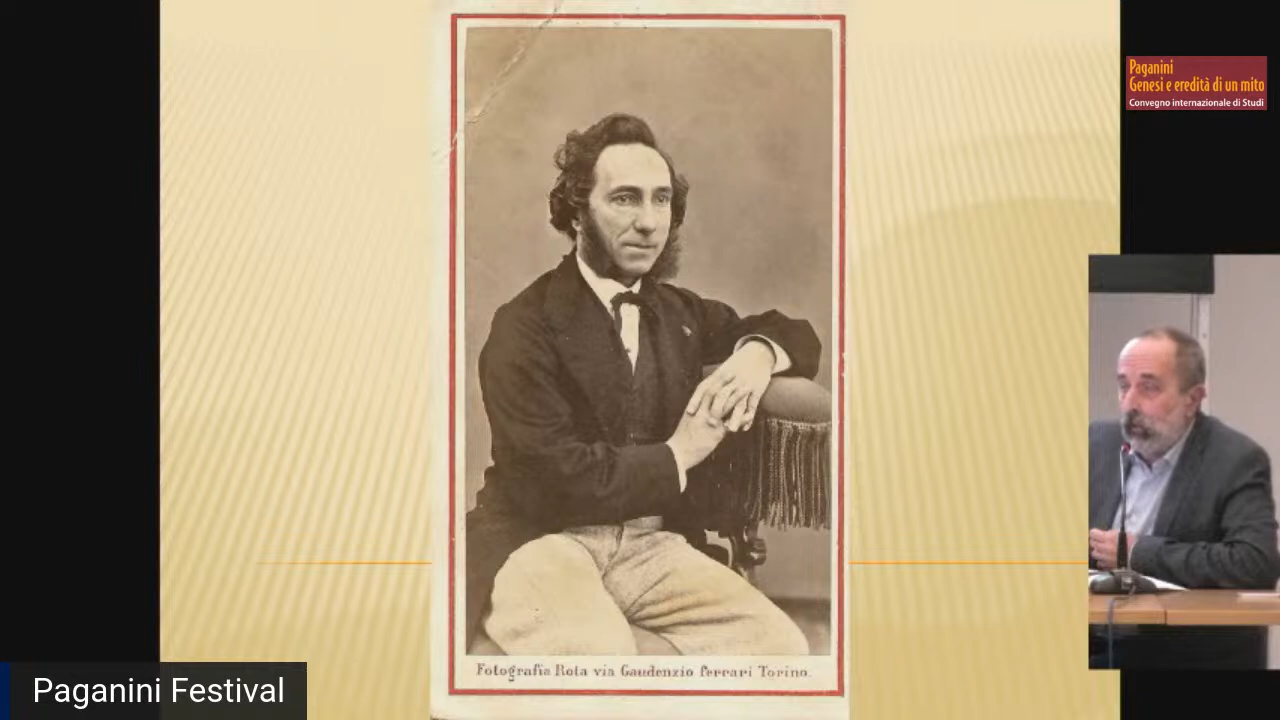 Paganini
Genesi e eredità di un mito
Convegno internazionale di Studi
Fotografia Rota via Gaudenzio Ferrari Torino.
Paganini Festival